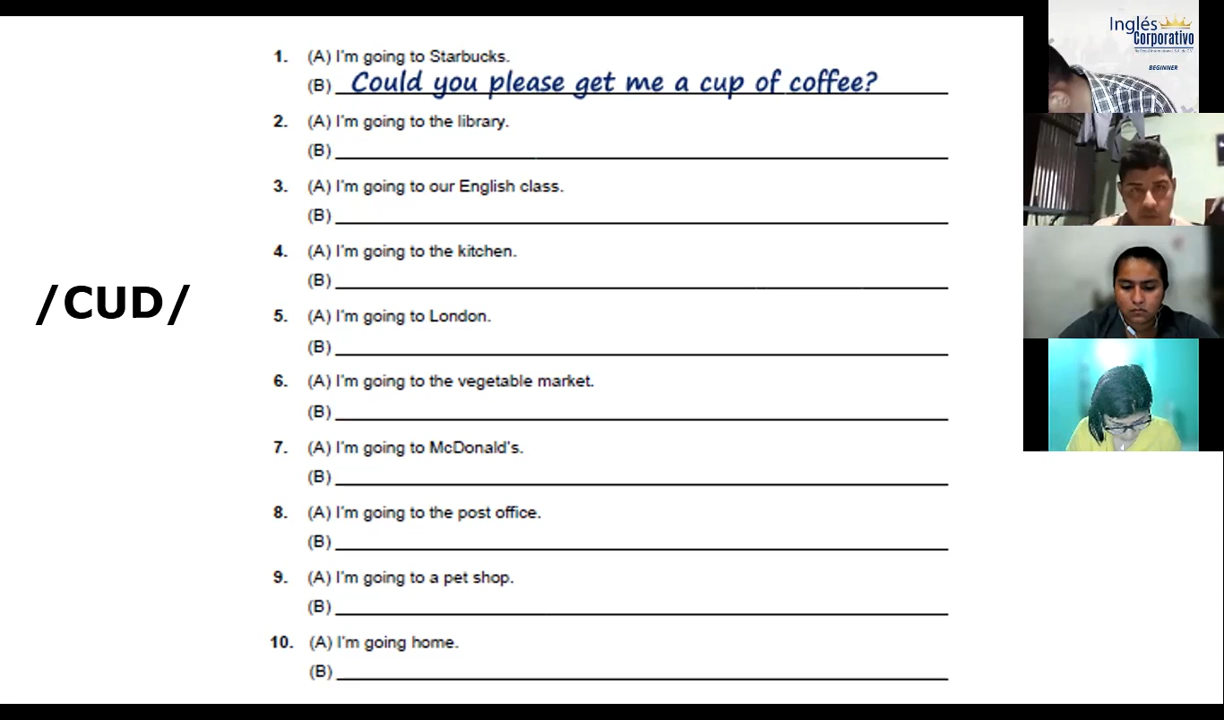 1. (A) I'm going to Starbucks.
(B) Could you please get me a cup of coffee?
2. (A) I'm going to the library.
(B)
3. (A) I'm going to our English class.
(B)
4. (A) I'm going to the kitchen.
(B)
/CUD/
5. (A) I'm going to London.
(B)
6. (A) I'm going to the vegetable market.
(B)
7. (A) I'm going to McDonald's.
(B)
8. (A) I'm going to the post office.
(B)
9. (A) I'm going to a pet shop.
(B)
10. (A) I'm going home.
(B)
Inglés
Corporativo
BEGINNER